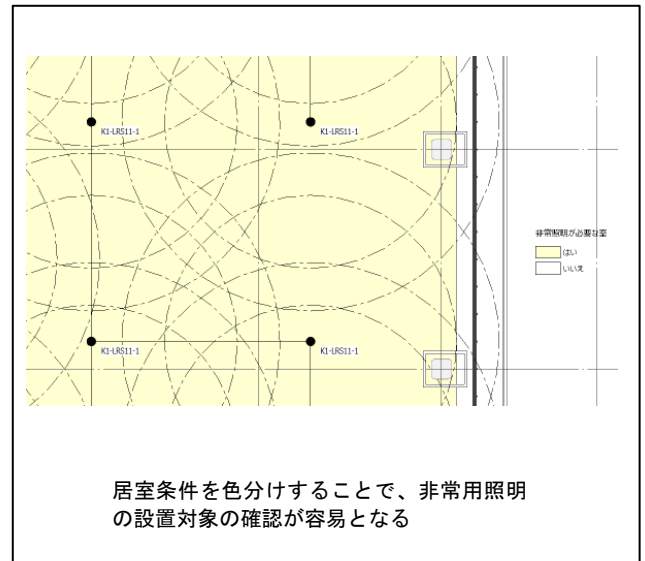 K1-LRS11-1
K1-LRS11-1
非常照明が必要な室
はい
いいえ
K1-LRS11-1
K1-LRS11-1
居室条件を色分けすることで、非常用照明
の設置対象の確認が容易となる